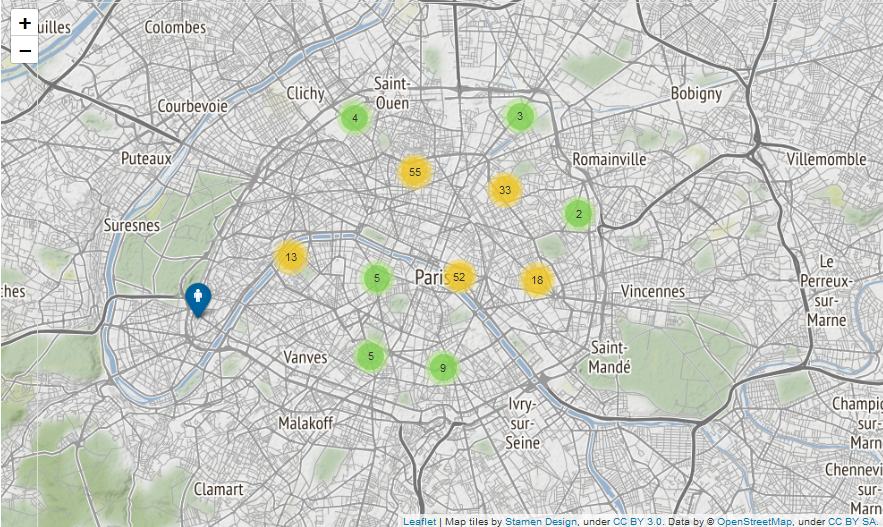 +
−
uilles
Colombes
Clichy
Saint-
Ouen
Bobigny
Courbevoie
4
3
Puteaux
55
33
Romainville
Villemomble
Suresnes
2
13
5
Paris
52
18
Vincennes
ches
Le
Perreux-
sur-
Marne
Vanves
5
9
Saint-
Mandé
Malakoff
Ivry-
sur-
Seine
Champig
sur-
Marn
Clamart
Chennevi
sur-
Marn
Leaflet | Map tiles by Stamen Design, under CC BY 3.0. Data by © OpenStreetMap, under CC BY SA.